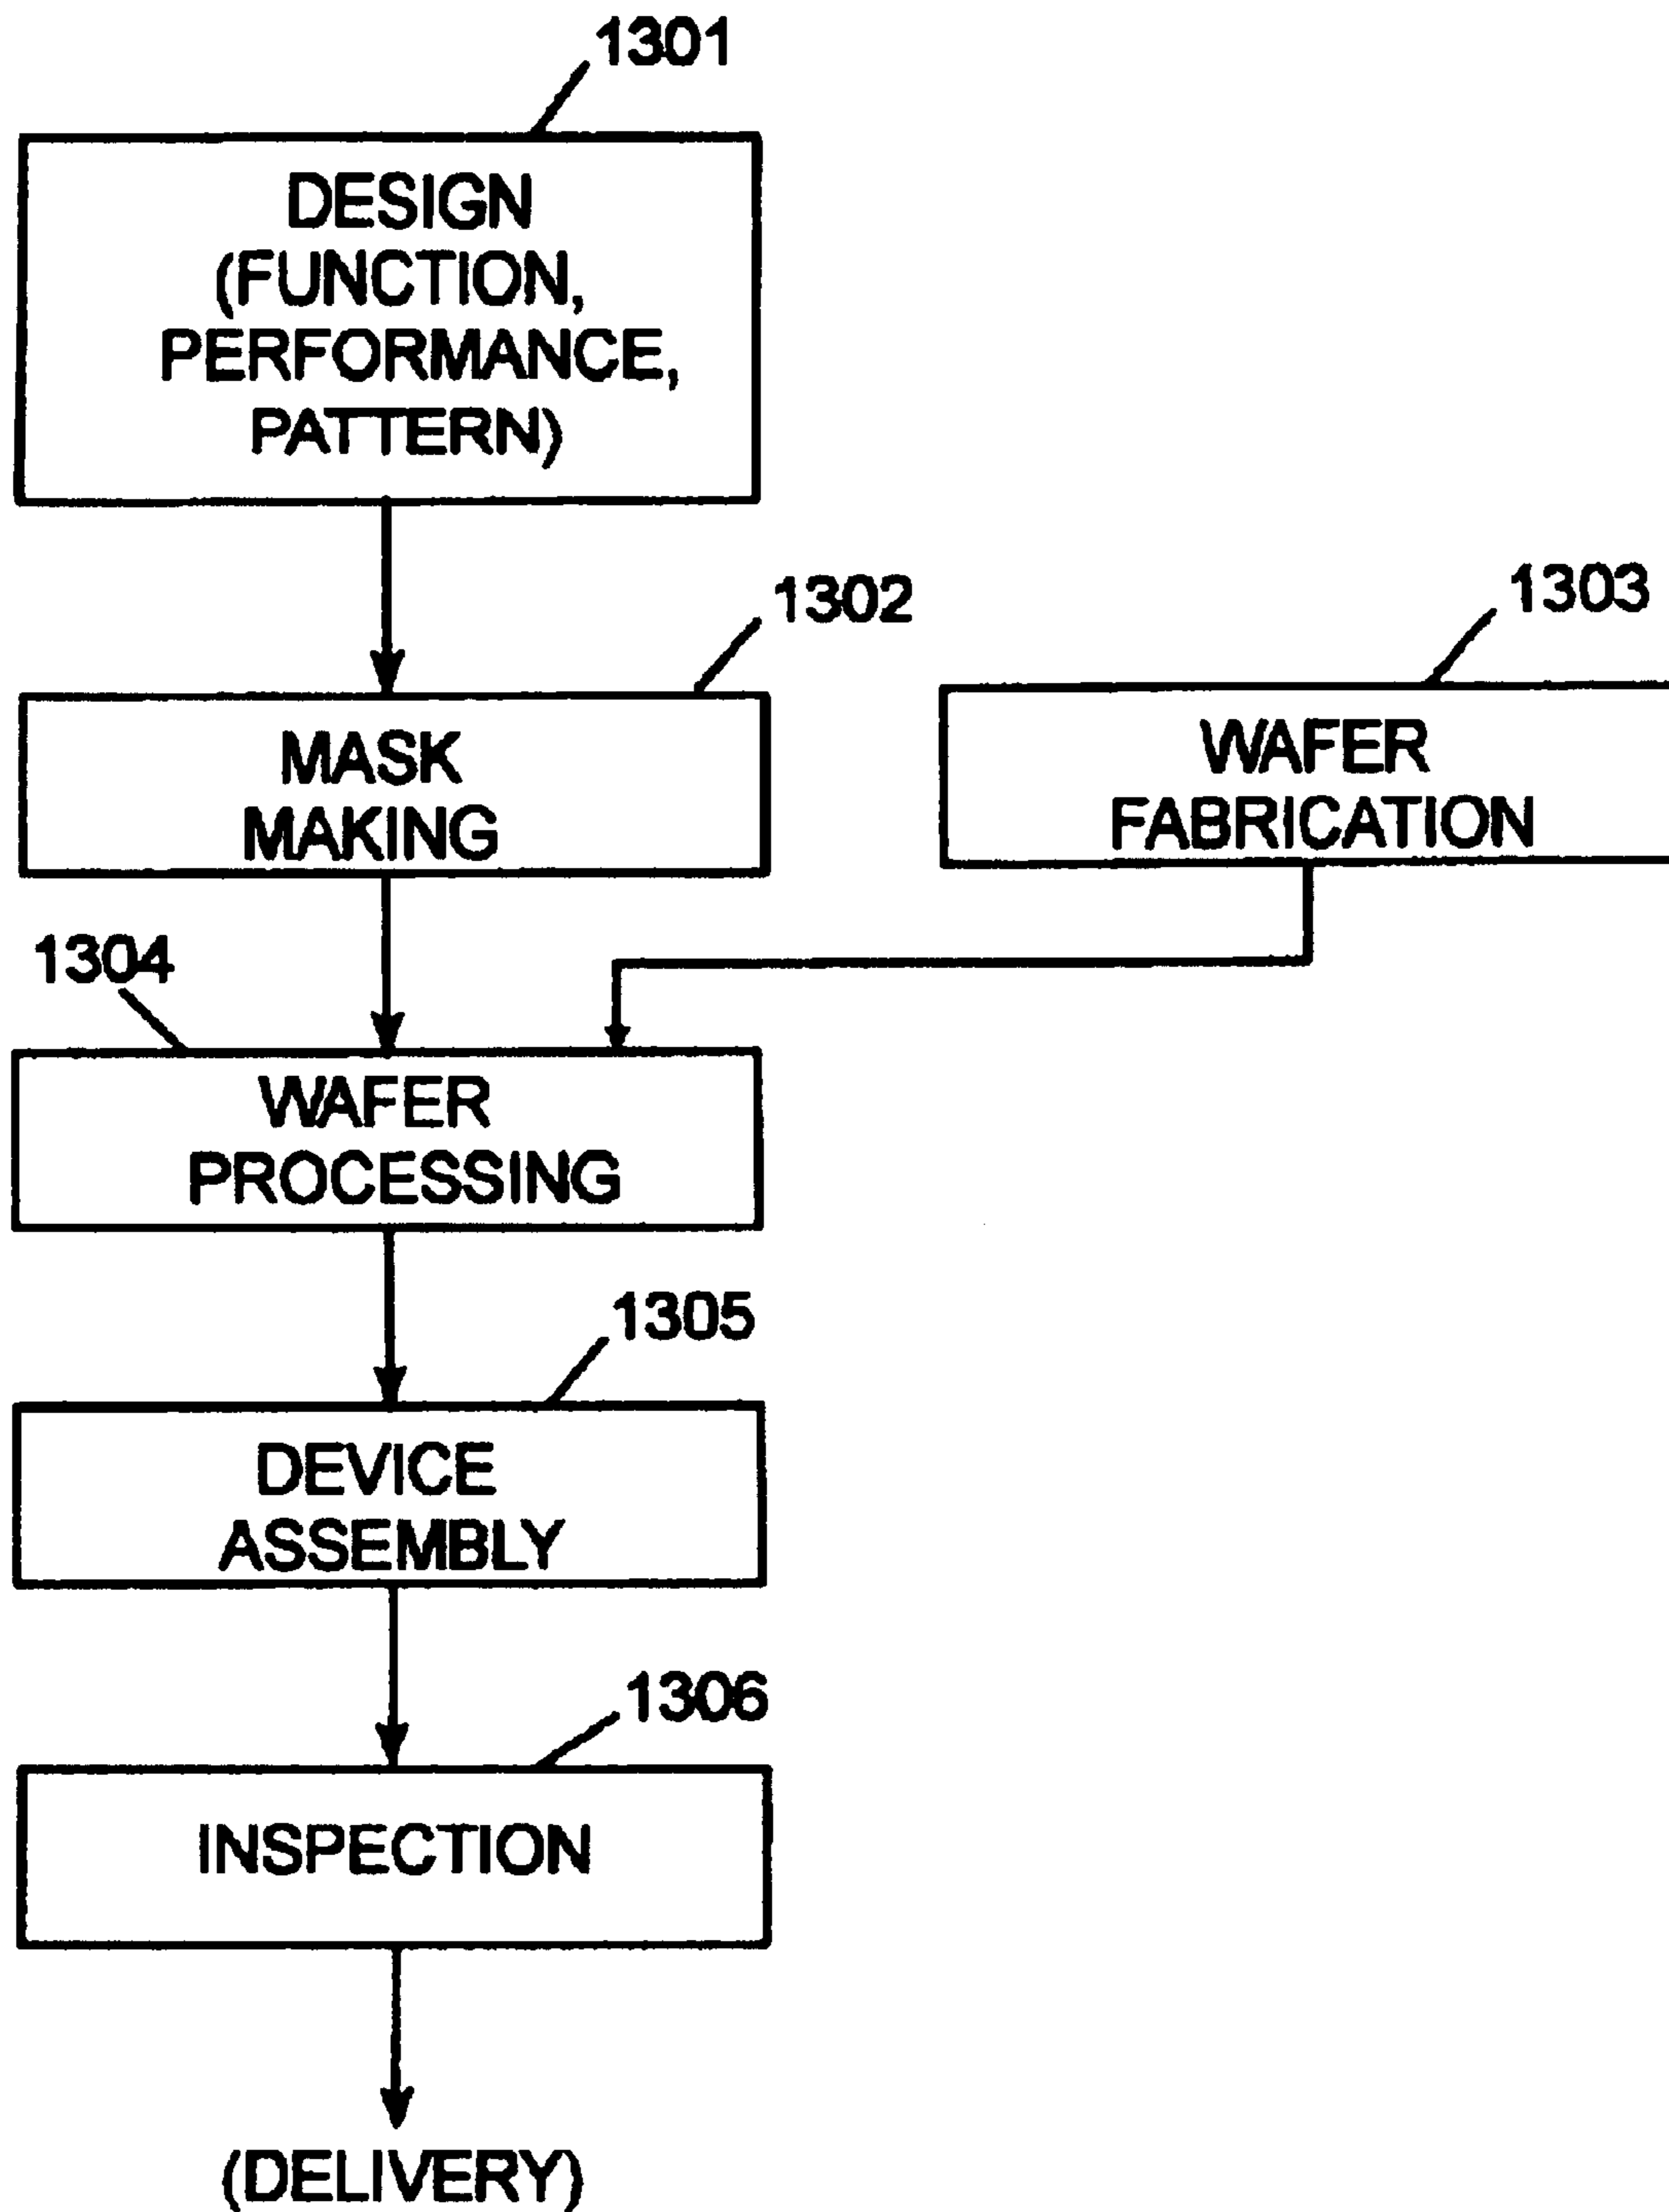 1301
DESIGN
(FUNCTION,
PERFORMANCE,
PATTERN)
1302
MASK
MAKING
1303
WAFER
FABRICATION
1304
WAFER
PROCESSING
1305
DEVICE
ASSEMBLY
1306
INSPECTION
(DELIVERY)